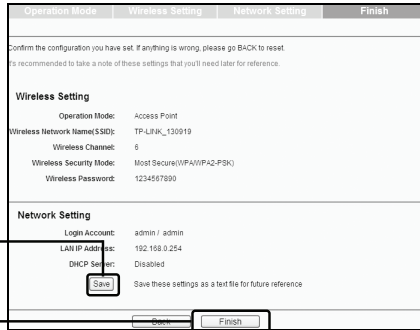 Operation Mode Wireless Setting Network Setting Finish
Confirm the configuration you have set. If anything is wrong, please go BACK to reset.
It's recommended to take a note of these settings that you'll need later for reference.
Wireless Setting
Operation Mode: Access Point
Wireless Network Name(SSID): TP-LINK_130919
Wireless Channel: 6
Wireless Security Mode: Most Secure(WPA/WPA2-PSK)
Wireless Password: 1234567890
Network Setting
Login Account: admin / admin
LAN IP Address: 192.168.0.254
DHCP Server: Disabled
Save Save these settings as a text file for future reference
Back Finish